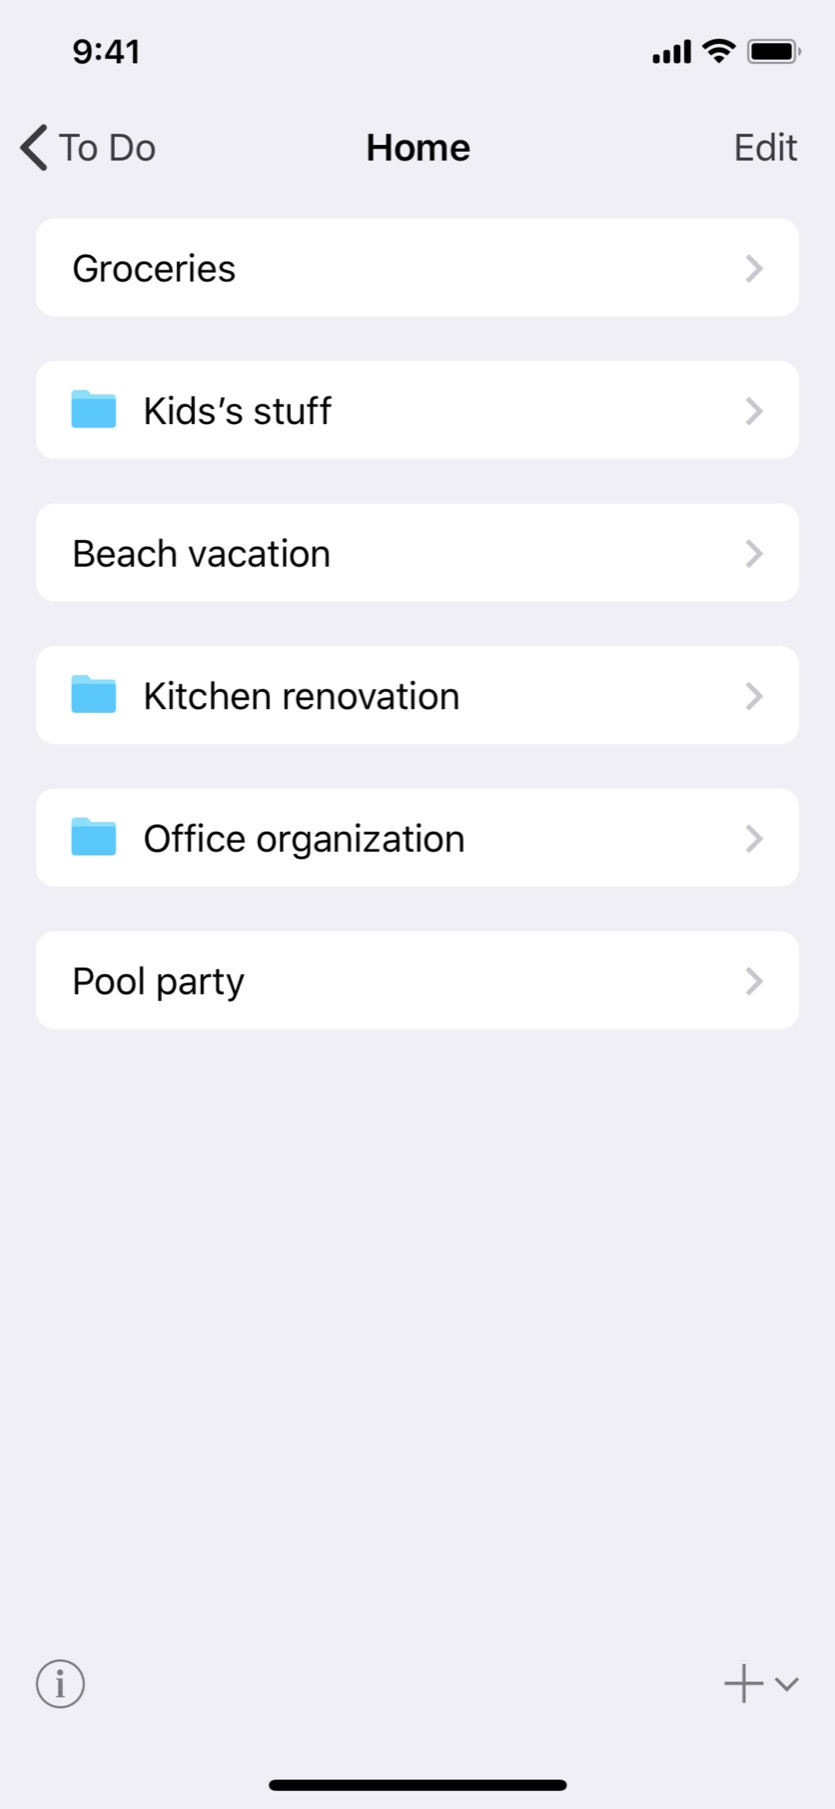 9:41
To Do
Home
Edit
Groceries
Kids’s stuff
Beach vacation
Kitchen renovation
Office organization
Pool party